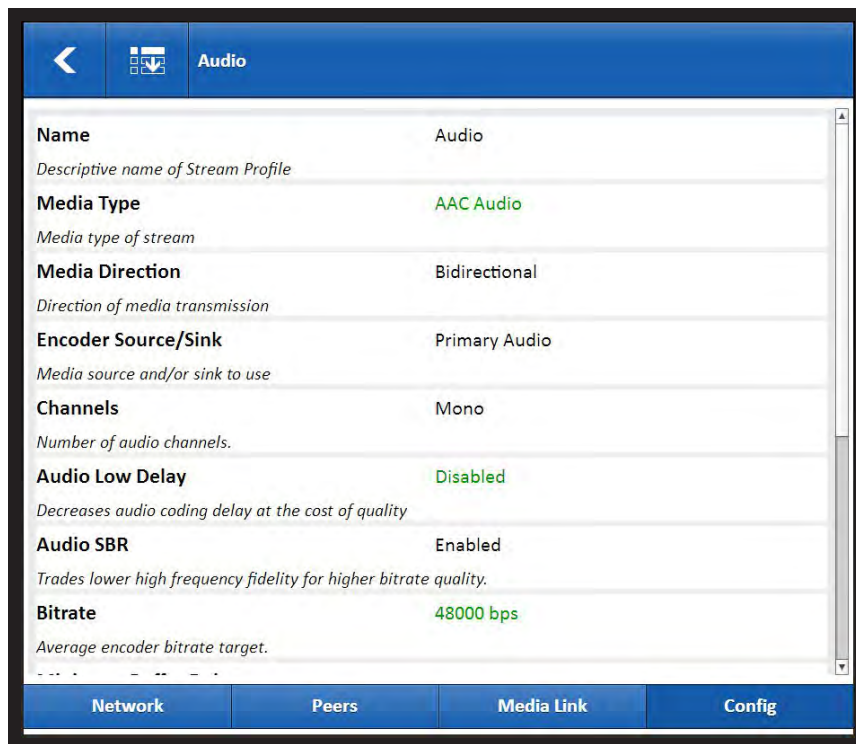 Audio
Name Audio
Descriptive name of Stream Profile
Media Type AAC Audio
Media type of stream
Media Direction Bidirectional
Direction of media transmission
Encoder Source/Sink Primary Audio
Media source and/or sink to use
Channels Mono
Number of audio channels.
Audio Low Delay Disabled
Decreases audio coding delay at the cost of quality
Audio SBR Enabled
Trades lower high frequency fidelity for higher bitrate quality.
Bitrate 48000 bps
Average encoder bitrate target.
Network Peers Media Link Config